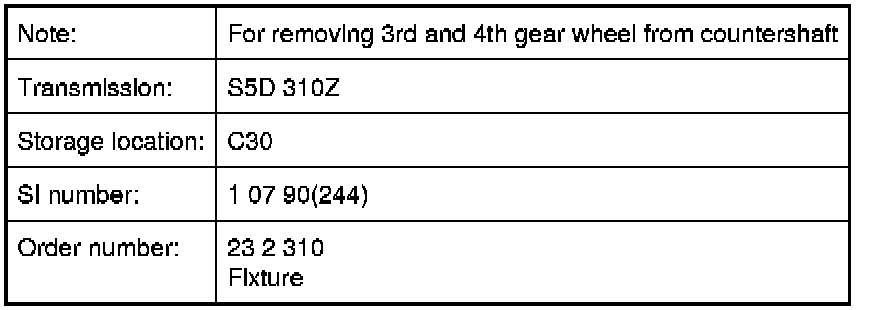 Note: For removing 3rd and 4th gear wheel from countershaft
Transmission: S5D 310Z
Storage location: C30
SI number: 1 07 90(244)
Order number: 23 2 310
Fixture